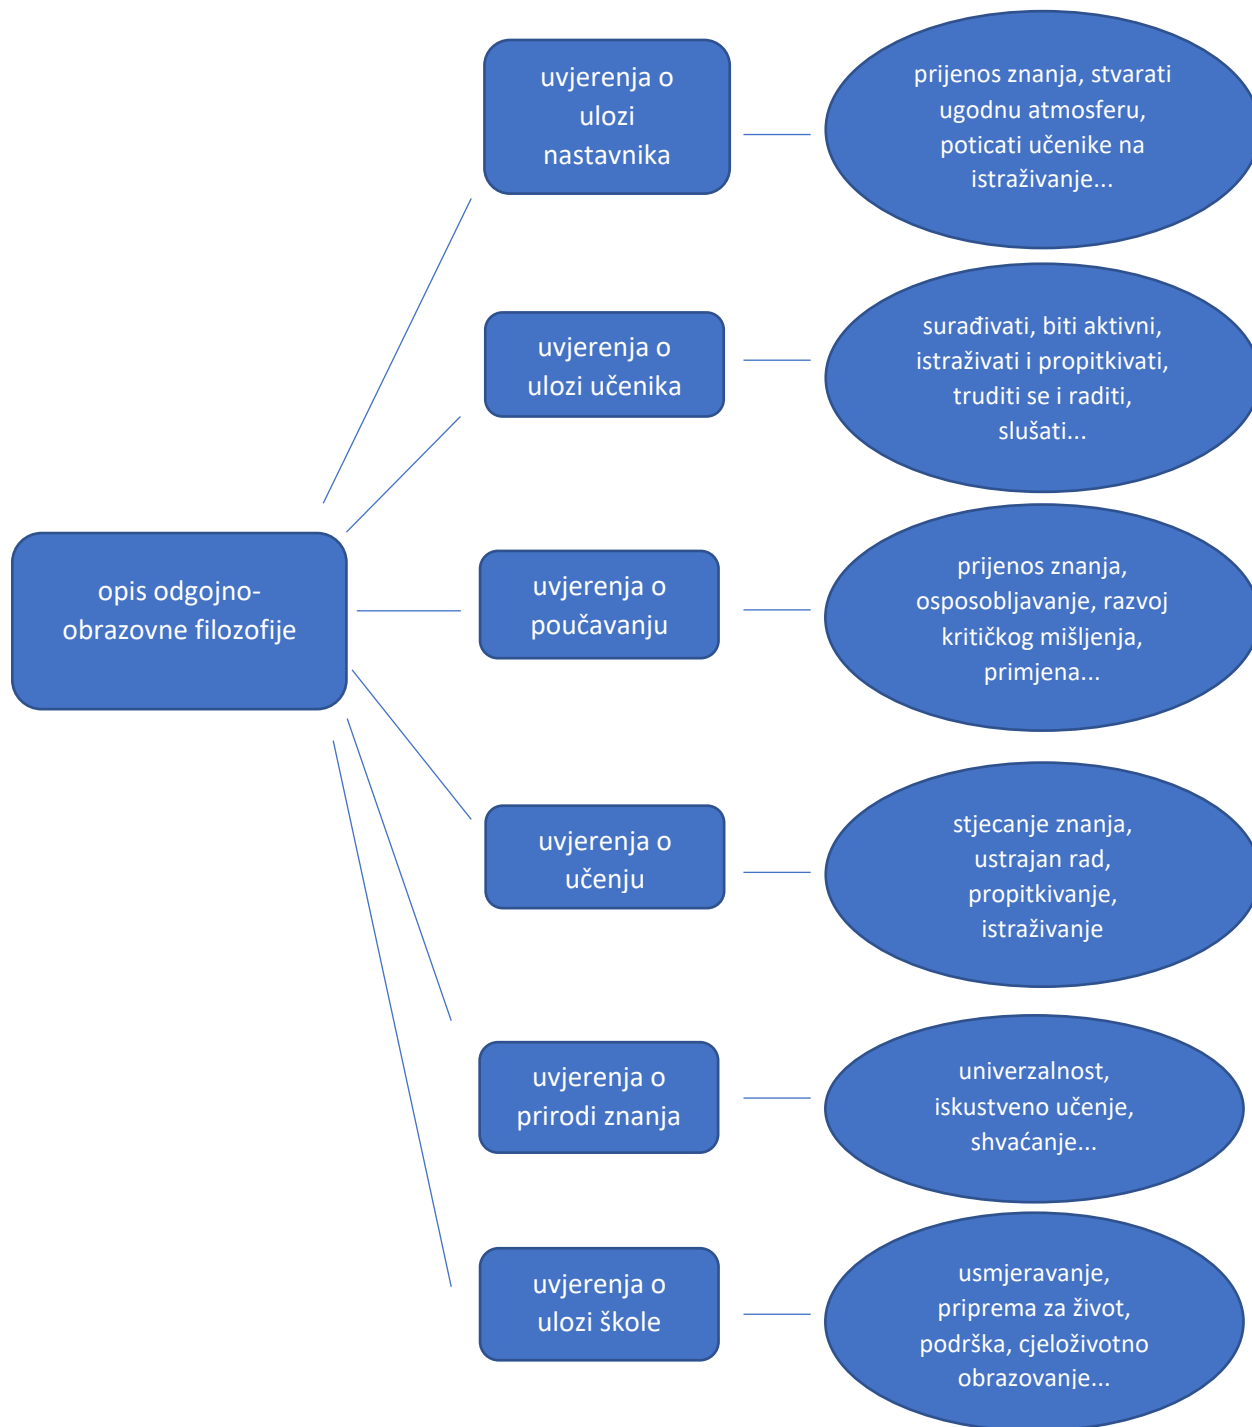 opis odgojno-
obrazovne filozofije
uvjerenja o
ulozi
nastavnika
prijenos znanja, stvarati
ugodnu atmosferu,
poticati učenike na
istraživanje...
uvjerenja o
ulozi učenika
surađivati, biti aktivni,
istraživati i propitkivati,
truditi se i raditi,
slušati...
uvjerenja o
poučavanju
prijenos znanja,
osposobljavanje, razvoj
kritičkog mišljenja,
primjena...
uvjerenja o
učenju
stjecanje znanja,
ustrajan rad,
propitkivanje,
istraživanje
uvjerenja o
prirodi znanja
univerzalnost,
iskustveno učenje,
shvaćanje...
uvjerenja o
ulozi škole
usmjeravanje,
priprema za život,
podrška, cjeloživotno
obrazovanje...